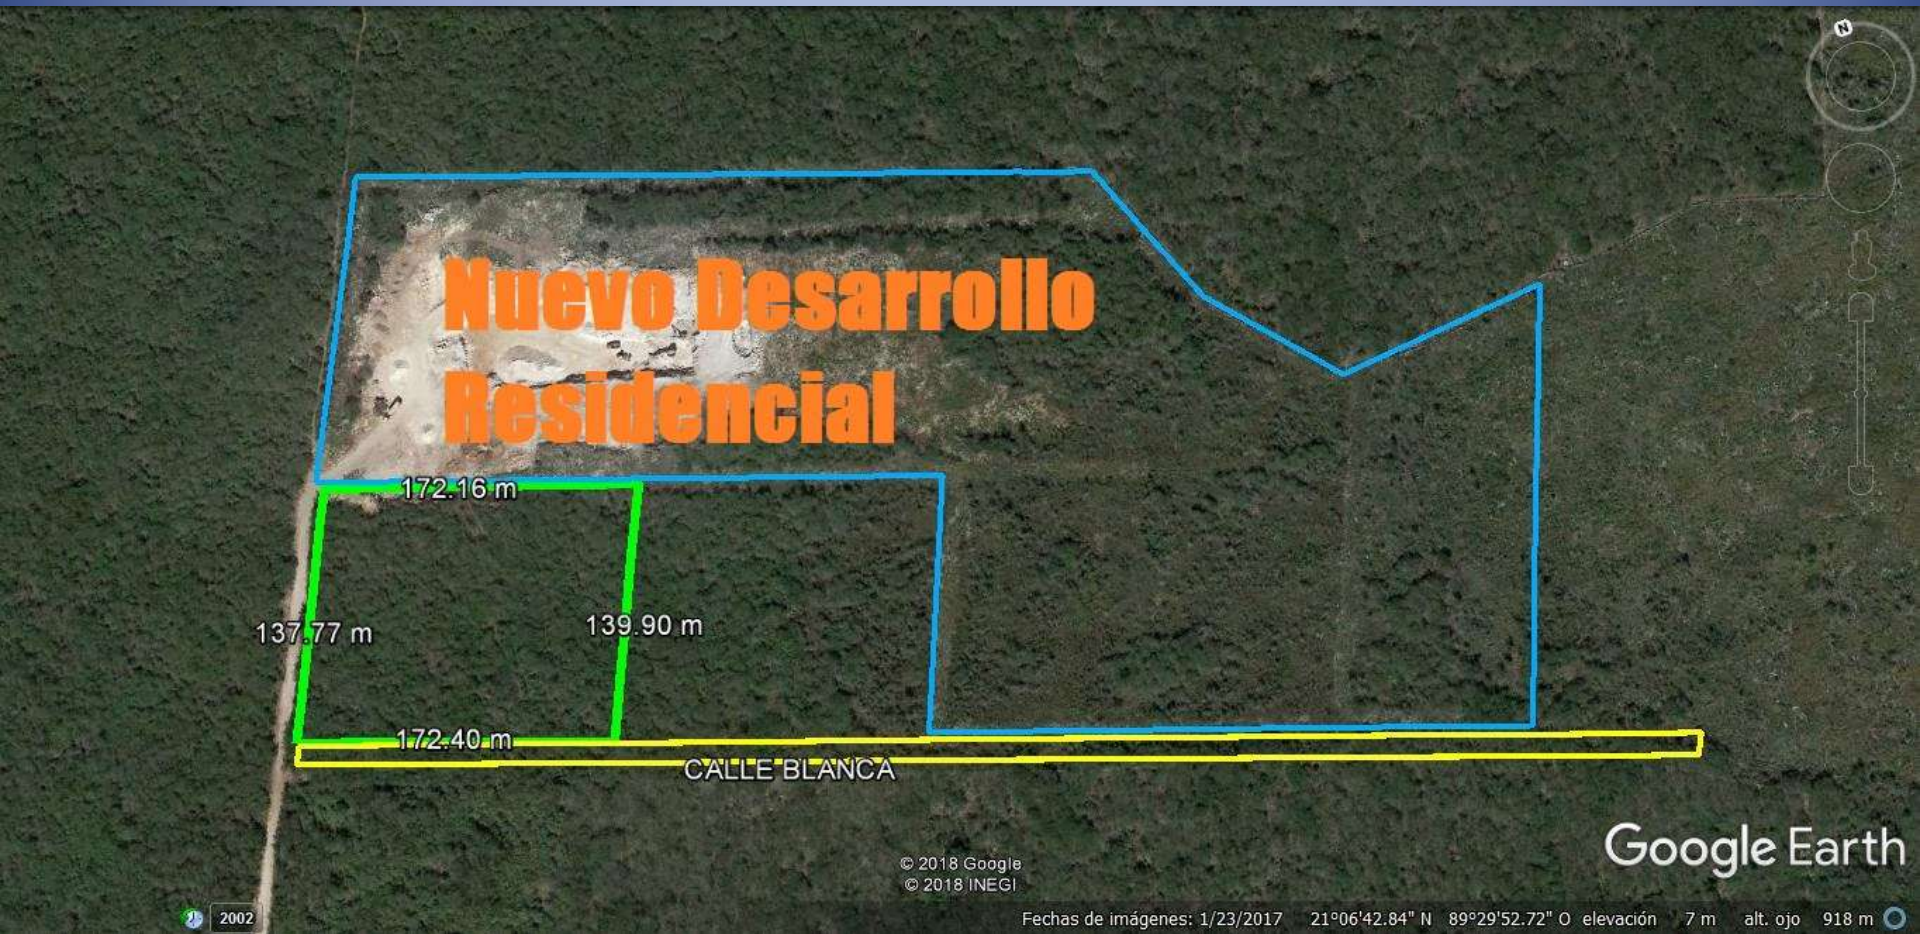 N
Nuevo Desarrollo
Residencial
172.16 m
137.77 m
139.90 m
172.40 m
CALLE BLANCA
Google Earth
© 2018 Google
© 2018 INEGI
2002
Fechas de imágenes: 1/23/2017 21°06'42.84" N 89°29'52.72" O elevación 7 m alt. ojo 918 m